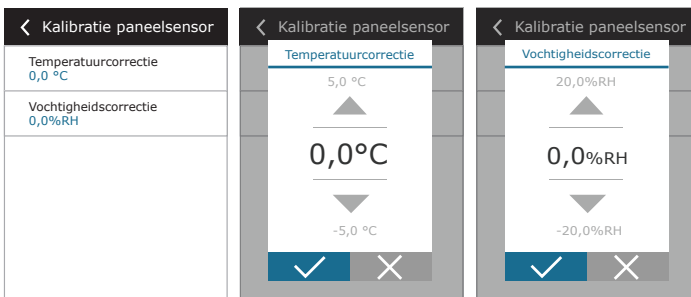 Kalibratie paneelsensor
Temperatuurcorrectie
0,0 °C
Vochtigheidscorrectie
0,0%RH
Kalibratie paneelsensor
Temperatuurcorrectie
5,0 °C
0,0°C
-5,0 °C
Kalibratie paneelsensor
Vochtigheidscorrectie
20,0%RH
0,0%RH
-20,0%RH